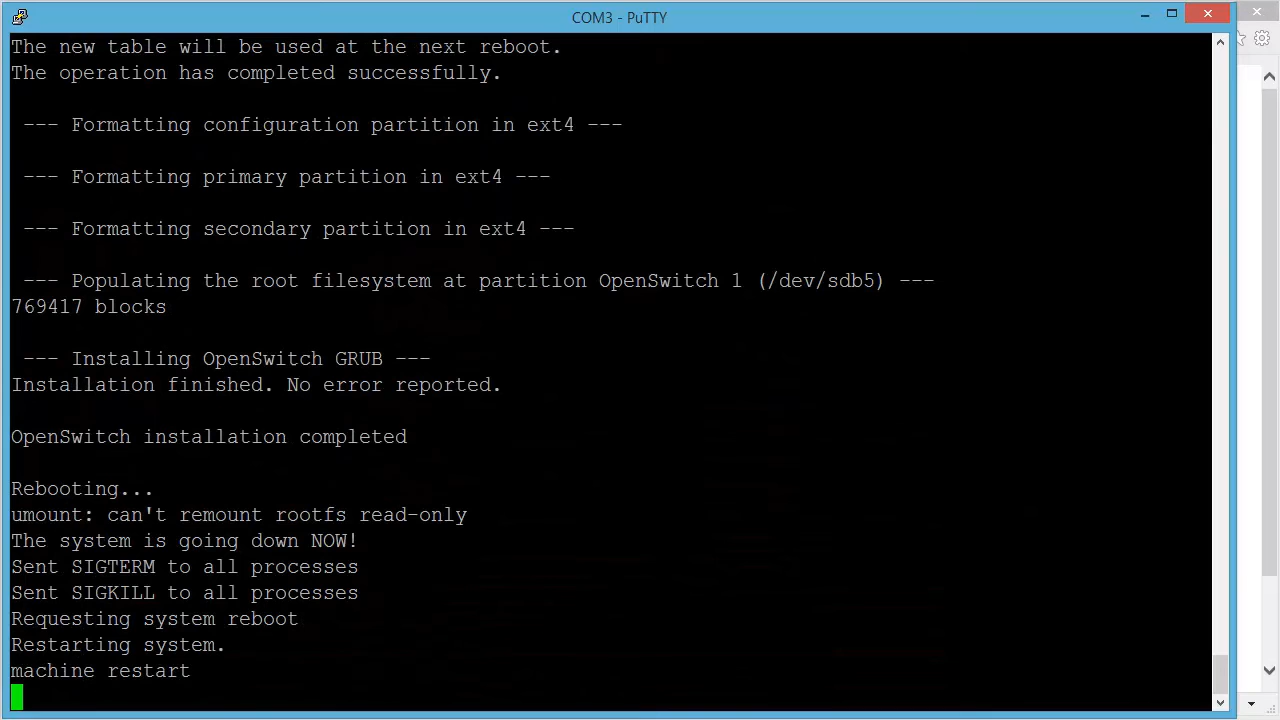 COM3 - PuTTY
The new table will be used at the next reboot.
The operation has completed successfully.
--- Formatting configuration partition in ext4 ---
--- Formatting primary partition in ext4 ---
--- Formatting secondary partition in ext4 ---
--- Populating the root filesystem at partition OpenSwitch 1 (/dev/sdb5) ---
769417 blocks
--- Installing OpenSwitch GRUB ---
Installation finished. No error reported.
OpenSwitch installation completed
Rebooting...
umount: can't remount rootfs read-only
The system is going down NOW!
Sent SIGTERM to all processes
Sent SIGKILL to all processes
Requesting system reboot
Restarting system.
machine restart